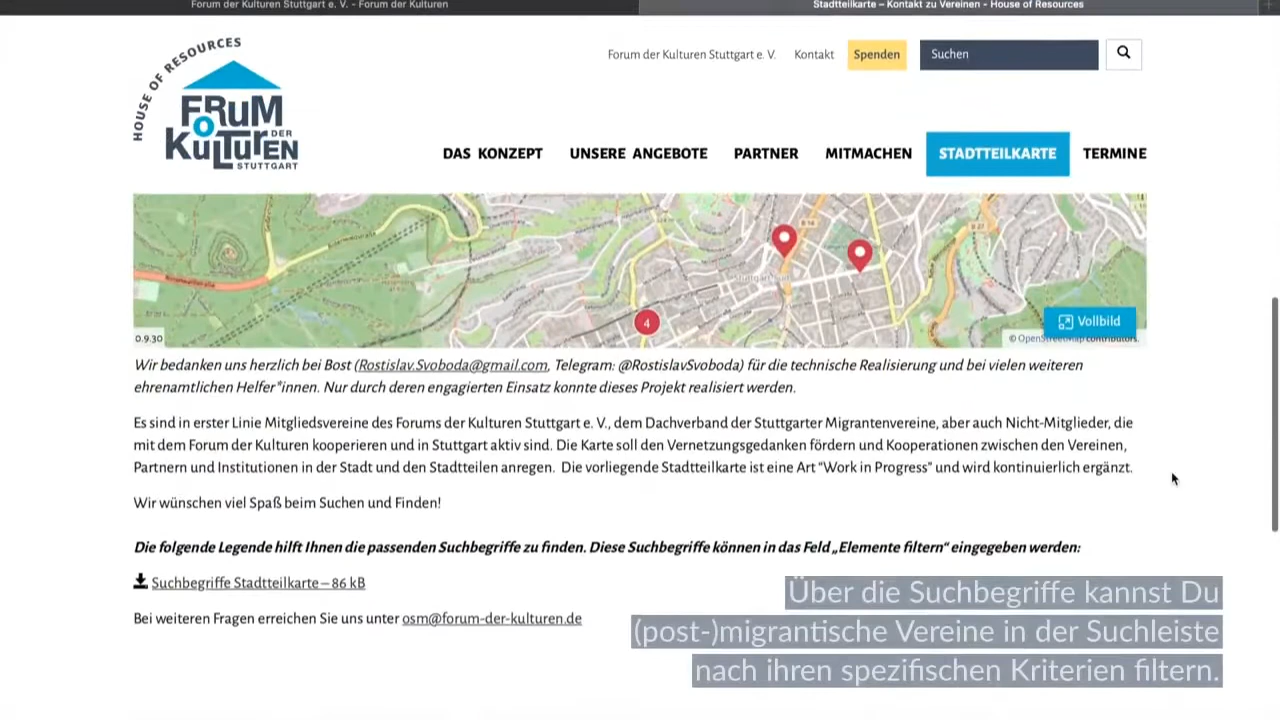 Forum der Kulturen Stuttgart e. V. - Forum der Kulturen
Stadtteilkarte – Kontakt zu Vereinen - House of Resources
HOUSE OF RESOURCES
FORUM
DER
KULTUREN
STUTTGART
Forum der Kulturen Stuttgart e. V.
Kontakt
Spenden
Suchen
DAS KONZEPT
UNSERE ANGEBOTE
PARTNER
MITMACHEN
STADTTEILKARTE
TERMINE
4
0.9.30
Vollbild
© OpenStreetMap contributors.
Wir bedanken uns herzlich bei Bost (Rostislav.Svoboda@gmail.com, Telegram: @RostislavSvoboda) für die technische Realisierung und bei vielen weiteren
ehrenamtlichen Helfer*innen. Nur durch deren engagierten Einsatz konnte dieses Projekt realisiert werden.
Es sind in erster Linie Mitgliedsvereine des Forums der Kulturen Stuttgart e. V., dem Dachverband der Stuttgarter Migrantenvereine, aber auch Nicht-Mitglieder, die
mit dem Forum der Kulturen kooperieren und in Stuttgart aktiv sind. Die Karte soll den Vernetzungsgedanken fördern und Kooperationen zwischen den Vereinen,
Partnern und Institutionen in der Stadt und den Stadtteilen anregen. Die vorliegende Stadtteilkarte ist eine Art “Work in Progress” und wird kontinuierlich ergänzt.
Wir wünschen viel Spaß beim Suchen und Finden!
Die folgende Legende hilft Ihnen die passenden Suchbegriffe zu finden. Diese Suchbegriffe können in das Feld „Elemente filtern“ eingegeben werden:
Suchbegriffe Stadtteilkarte – 86 kB
Bei weiteren Fragen erreichen Sie uns unter osm@forum-der-kulturen.de
Über die Suchbegriffe kannst Du
(post-)migrantische Vereine in der Suchleiste
nach ihren spezifischen Kriterien filtern.